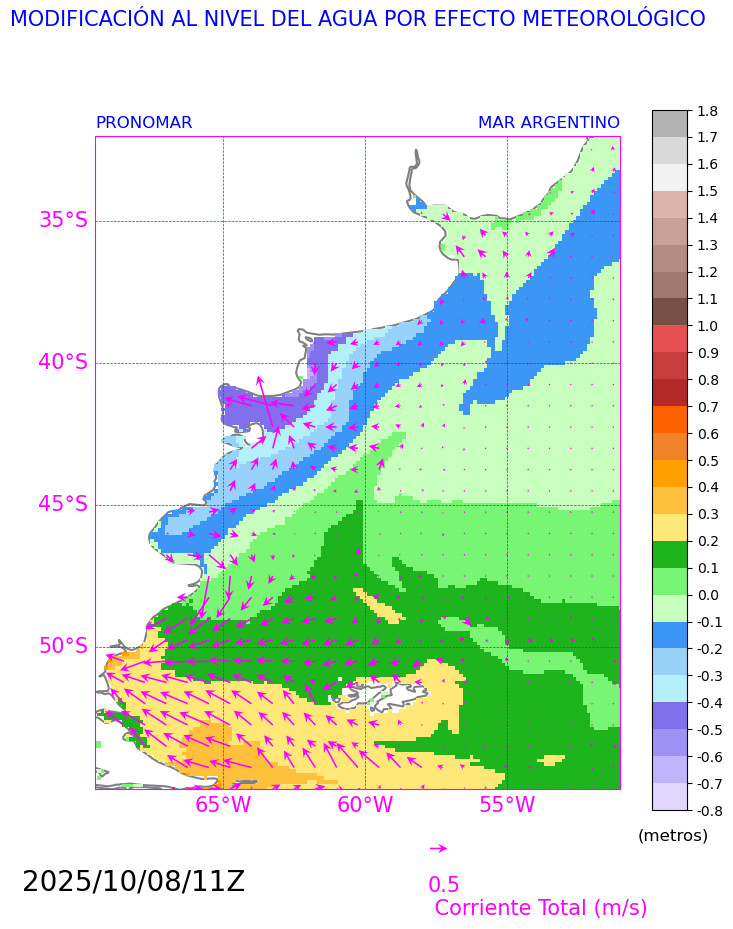 MODIFICACIÓN AL NIVEL DEL AGUA POR EFECTO METEOROLÓGICO
PRONOMAR
MAR ARGENTINO
35°S
40°S
45°S
50°S
65°W
60°W
55°W
1.8
1.7
1.6
1.5
1.4
1.3
1.2
1.1
1.0
0.9
0.8
0.7
0.6
0.5
0.4
0.3
0.2
0.1
0.0
-0.1
-0.2
-0.3
-0.4
-0.5
-0.6
-0.7
-0.8
(metros)
2025/10/08/11Z
0.5
Corriente Total (m/s)